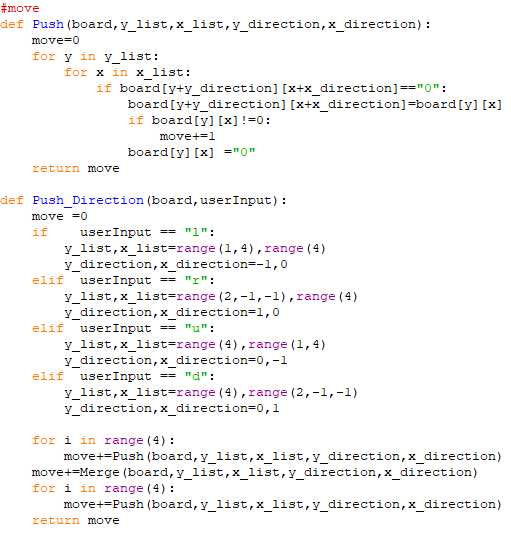 #move
def Push(board,y_list,x_list,y_direction,x_direction):
    move=0
    for y in y_list:
        for x in x_list:
            if board[y+y_direction][x+x_direction]=="0":
                board[y+y_direction][x+x_direction]=board[y][x]
                if board[y][x]!=0:
                    move+=1
                board[y][x] ="0"
    return move

def Push_Direction(board,userInput):
    move =0
    if    userInput == "l":
        y_list,x_list=range(1,4),range(4)
        y_direction,x_direction=-1,0
    elif  userInput == "r":
        y_list,x_list=range(2,-1,-1),range(4)
        y_direction,x_direction=1,0
    elif  userInput == "u":
        y_list,x_list=range(4),range(1,4)
        y_direction,x_direction=0,-1
    elif  userInput == "d":
        y_list,x_list=range(4),range(2,-1,-1)
        y_direction,x_direction=0,1

    for i in range(4):
        move+=Push(board,y_list,x_list,y_direction,x_direction)
    move+=Merge(board,y_list,x_list,y_direction,x_direction)
    for i in range(4):
        move+=Push(board,y_list,x_list,y_direction,x_direction)
    return move